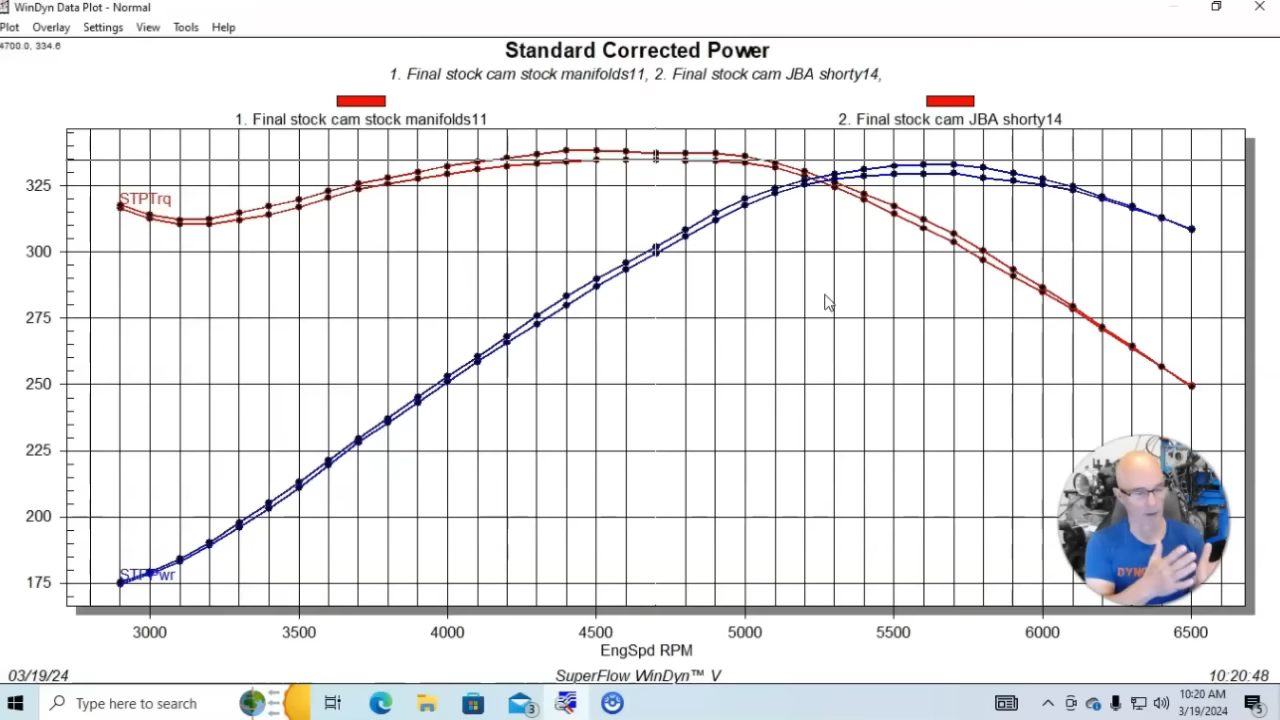 WinDyn Data Plot - Normal
Plot Overlay Settings View Tools Help
4700.0, 334.6
Standard Corrected Power
1. Final stock cam stock manifolds11, 2. Final stock cam JBA shorty14,
1. Final stock cam stock manifolds11
2. Final stock cam JBA shorty14
325
300
275
250
225
200
175
STPTrq
STPPwr
DYNO
3000 3500 4000 4500 5000 5500 6000 6500
EngSpd RPM
03/19/24 SuperFlow WinDyn™ V 10:20.48
Type here to search
3
10:20 AM
3/19/2024
5